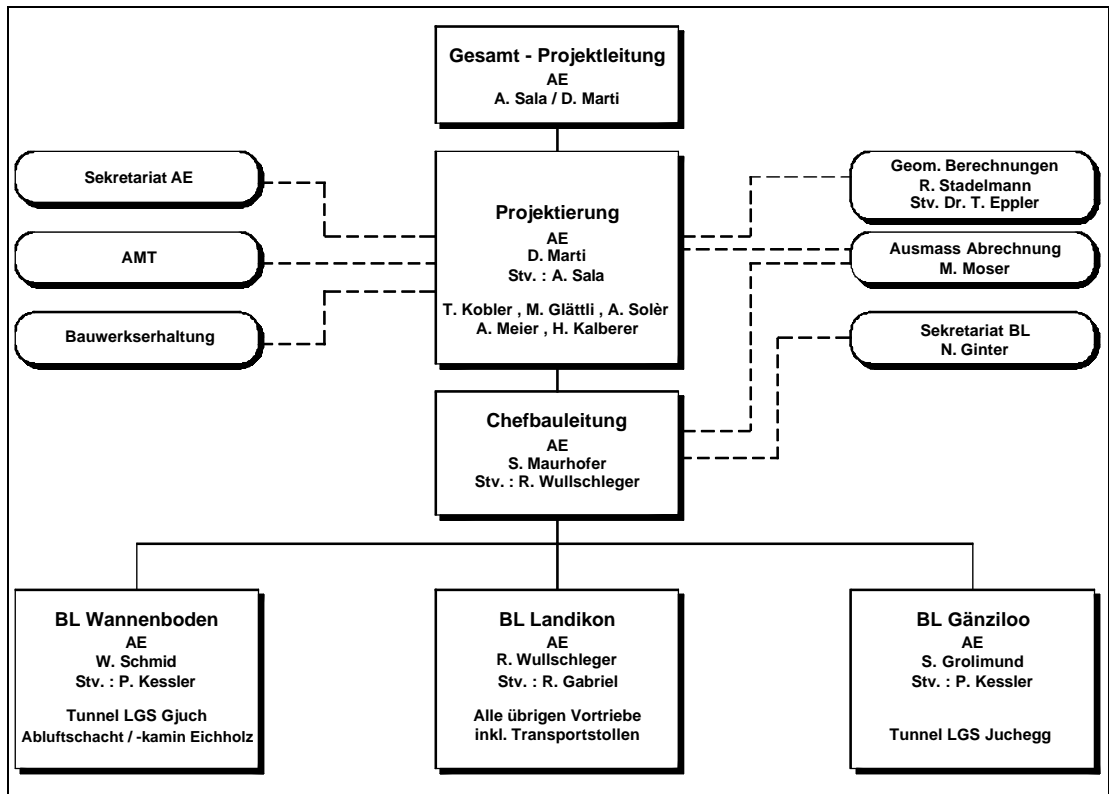 Gesamt - Projektleitung
AE
A. Sala / D. Marti
Sekretariat AE
AMT
Bauwerkserhaltung
Projektierung
AE
D. Marti
Stv. : A. Sala
T. Kobler , M. Glättli , A. Solèr
A. Meier , H. Kalberer
Geom. Berechnungen
R. Stadelmann
Stv. Dr. T. Eppler
Ausmass Abrechnung
M. Moser
Sekretariat BL
N. Ginter
Chefbauleitung
AE
S. Maurhofer
Stv. : R. Wullschleger
BL Wannenboden
AE
W. Schmid
Stv. : P. Kessler
Tunnel LGS Gjuch
Abluftschacht / -kamin Eichholz
BL Landikon
AE
R. Wullschleger
Stv. : R. Gabriel
Alle übrigen Vortriebe
inkl. Transportstollen
BL Gänziloo
AE
S. Grolimund
Stv. : P. Kessler
Tunnel LGS Juchegg